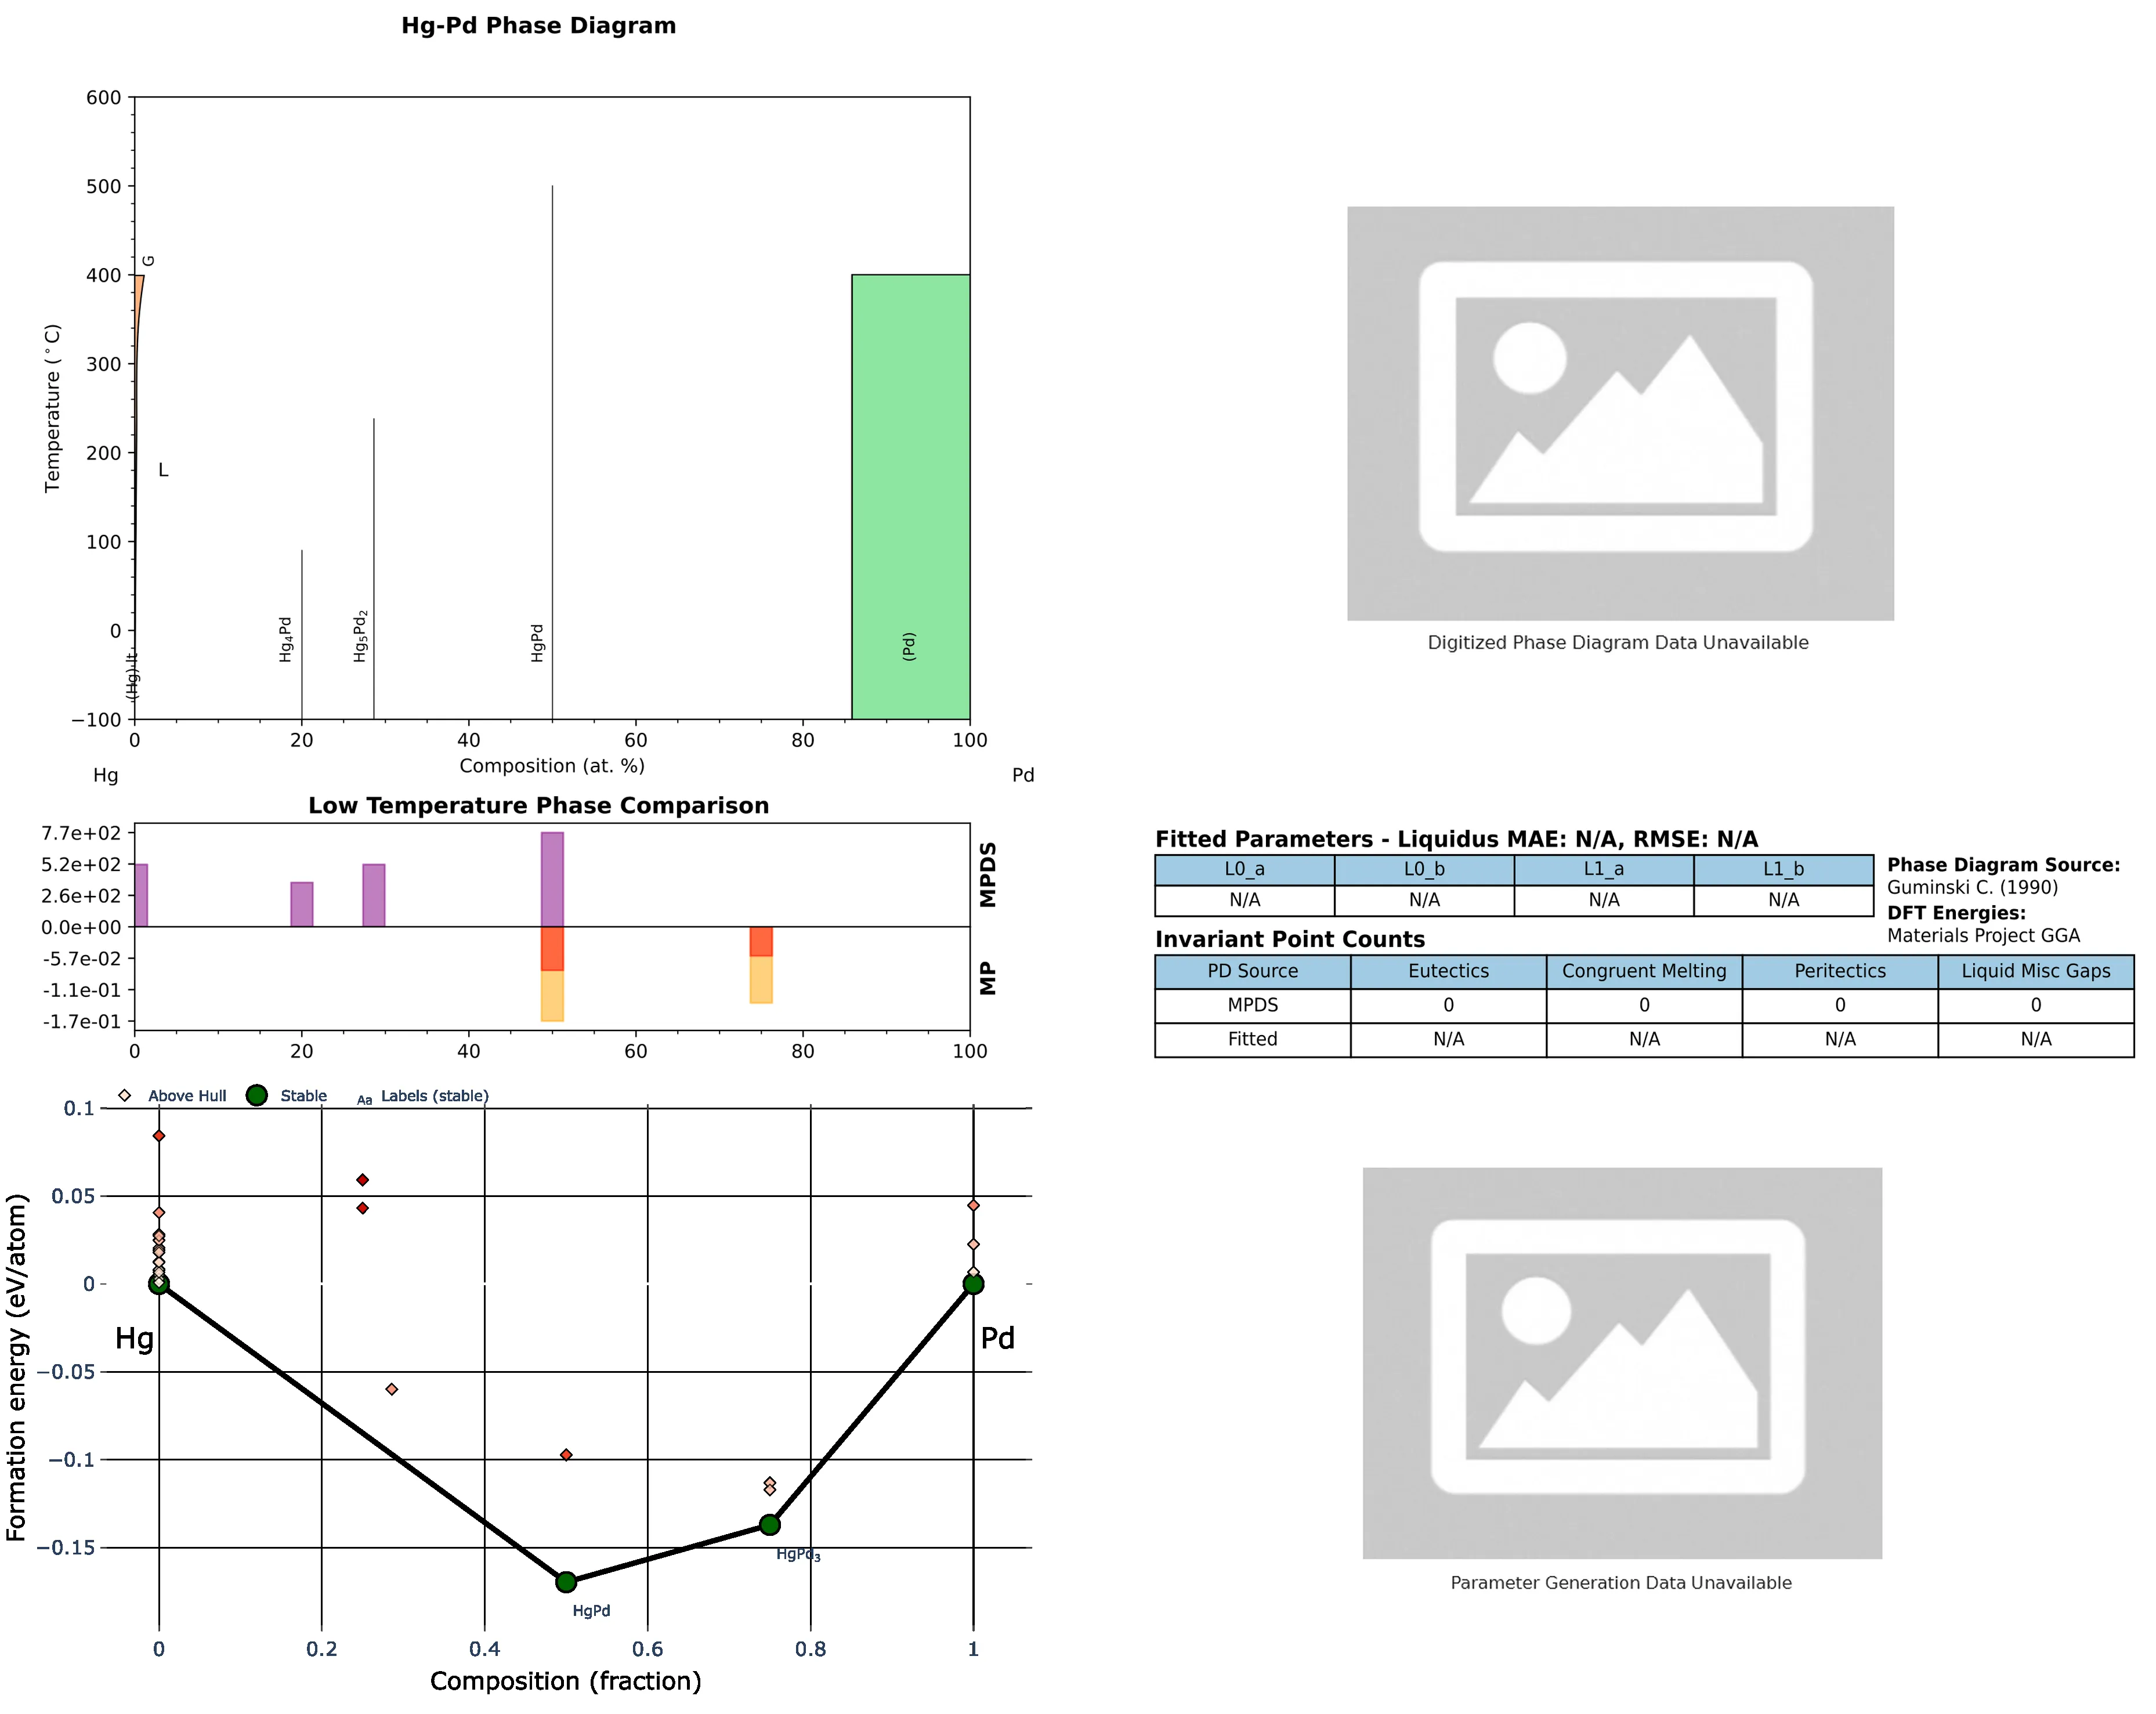 Hg-Pd Phase Diagram
600
500
400
300
200
100
0
−100
Temperature (°C)
G
L
(Hg) lt
Hg₄Pd
Hg₅Pd₂
HgPd
(Pd)
0 20 40 60 80 100
Composition (at. %)
Hg Pd
Digitized Phase Diagram Data Unavailable
Low Temperature Phase Comparison
7.7e+02
5.2e+02
2.6e+02
0.0e+00
-5.7e-02
-1.1e-01
-1.7e-01
MPDS
MP
0 20 40 60 80 100
Fitted Parameters - Liquidus MAE: N/A, RMSE: N/A
L0_a L0_b L1_a L1_b
N/A N/A N/A N/A
Phase Diagram Source:
Guminski C. (1990)
DFT Energies:
Materials Project GGA
Invariant Point Counts
PD Source Eutectics Congruent Melting Peritectics Liquid Misc Gaps
MPDS 0 0 0 0
Fitted N/A N/A N/A N/A
Above Hull Stable Aa Labels (stable)
0.1
0.05
0
−0.05
−0.1
−0.15
Formation energy (eV/atom)
Hg
Pd
HgPd₃
HgPd
0 0.2 0.4 0.6 0.8 1
Composition (fraction)
Parameter Generation Data Unavailable